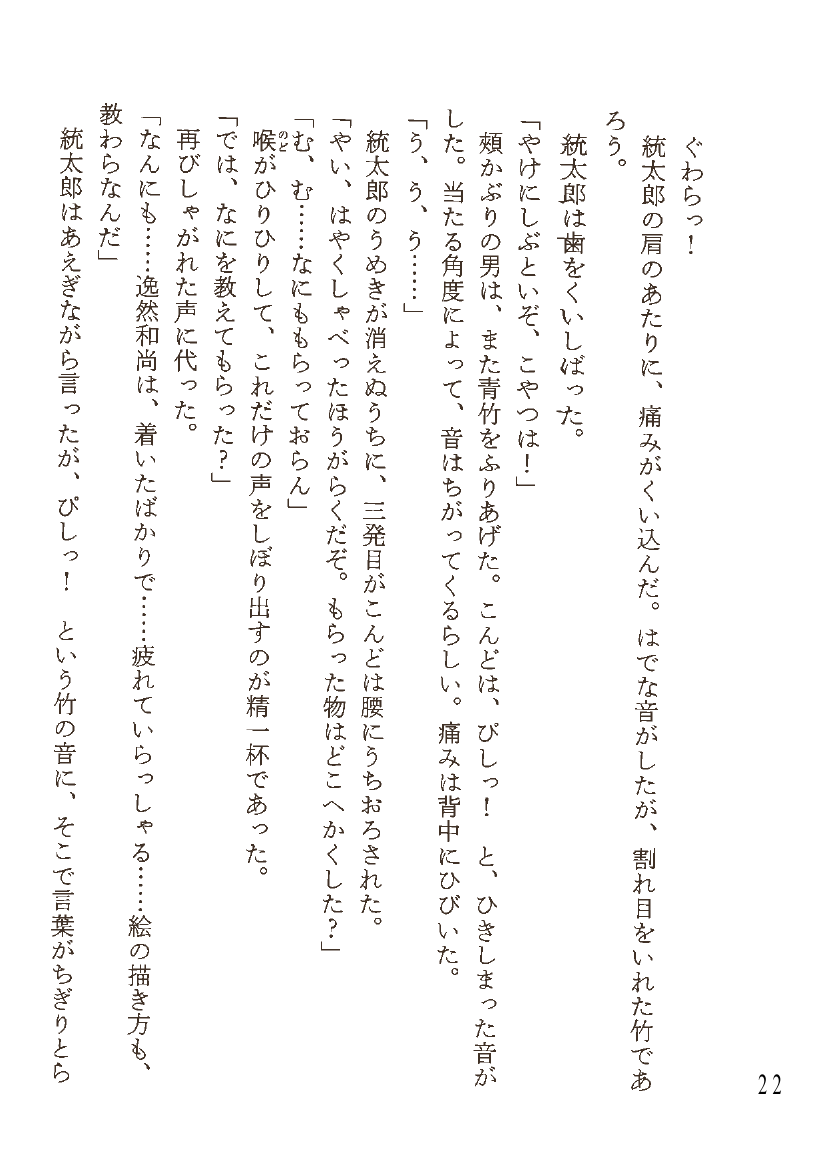 ぐわらっ！
統太郎の肩のあたりに、痛みがくい込んだ。はでな音がしたが、割れ目をいれた竹であ
ろう。
統太郎は歯をくいしばった。
「やけにしぶといぞ、こやつは！」
頰かぶりの男は、また青竹をふりあげた。こんどは、ぴしっ！　と、ひきしまった音が
した。当たる角度によって、音はちがってくるらしい。痛みは背中にひびいた。
「う、う、う……」
統太郎のうめきが消えぬうちに、三発目がこんどは腰にうちおろされた。
「やい、はやくしゃべったほうがらくだぞ。もらった物はどこへかくした？」
「む、む……なにももらっておらん」
喉がひりひりして、これだけの声をしぼり出すのが精一杯であった。
のど
「では、なにを教えてもらった？」
再びしゃがれた声に代った。
「なんにも……逸然和尚は、着いたばかりで……疲れていらっしゃる……絵の描き方も、
教わらなんだ」
統太郎はあえぎながら言ったが、ぴしっ！　という竹の音に、そこで言葉がちぎりとら
22